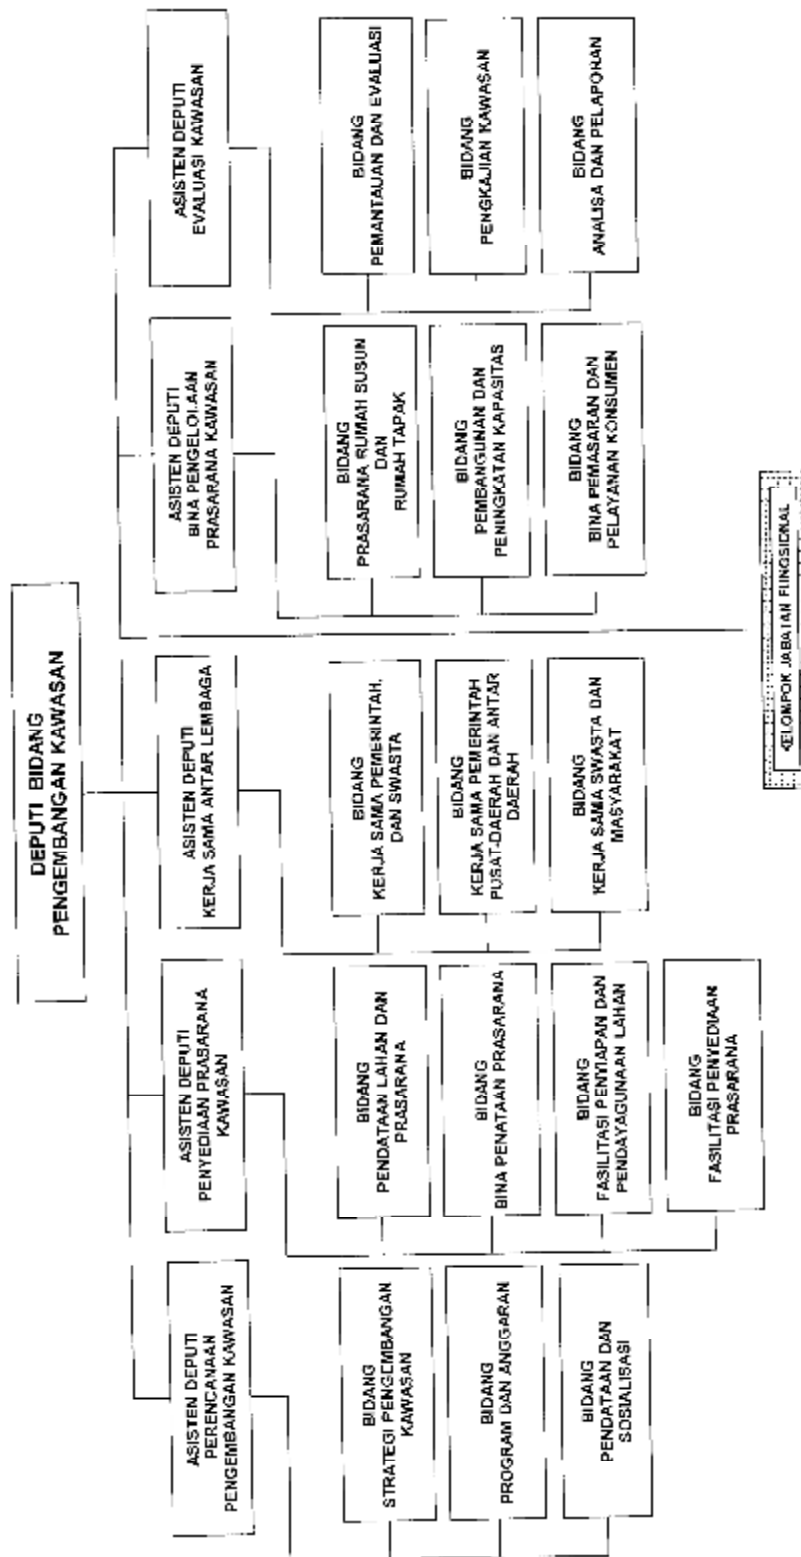 DEPUTI BIDANG
PENGEMBANGAN KAWASAN
ASISTEN DEPUTI
PERENCANAAN
PENGEMBANGAN KAWASAN
ASISTEN DEPUTI
PENYEDIAAN PRASARANA
KAWASAN
ASISTEN DEPUTI
KERJA SAMA ANTAR LEMBAGA
ASISTEN DEPUTI
BINA PENGELOLAAN
PRASARANA KAWASAN
ASISTEN DEPUTI
EVALUASI KAWASAN
BIDANG
STRATEGI PENGEMBANGAN
KAWASAN
BIDANG
PROGRAM DAN ANGGARAN
BIDANG
PENDATAAN DAN
SOSIALISASI
BIDANG
PENDATAAN LAHAN DAN
PRASARANA
BIDANG
BINA PENATAAN PRASARANA
BIDANG
FASILITASI PENYIAPAN DAN
PENDAYAGUNAAN LAHAN
BIDANG
FASILITASI PENYEDIAAN
PRASARANA
BIDANG
KERJA SAMA PEMERINTAH,
DAN SWASTA
BIDANG
KERJA SAMA PEMERINTAH
PUSAT-DAERAH DAN ANTAR
DAERAH
BIDANG
KERJA SAMA SWASTA DAN
MASYARAKAT
BIDANG
PRASARANA RUMAH SUSUN
DAN
RUMAH TAPAK
BIDANG
PEMBANGUNAN DAN
PENINGKATAN KAPASITAS
BIDANG
BINA PEMASARAN DAN
PELAYANAN KONSUMEN
BIDANG
PEMANTAUAN DAN EVALUASI
BIDANG
PENGKAJIAN KAWASAN
BIDANG
ANALISA DAN PELAPORAN
KELOMPOK JABATAN FUNGSIONAL